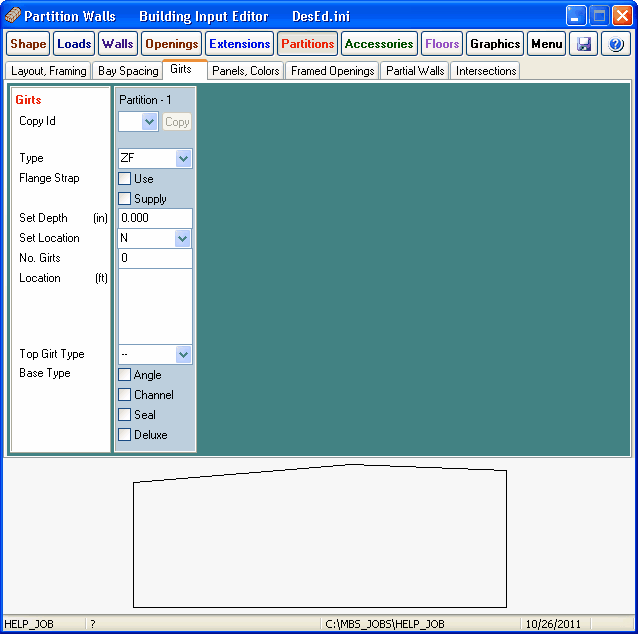 Partition Walls Building Input Editor DesEd.ini
Shape Loads Walls Openings Extensions Partitions Accessories Floors Graphics Menu ?
Layout, Framing Bay Spacing Girts Panels, Colors Framed Openings Partial Walls Intersections
Girts Partition - 1
Copy Id Copy
Type ZF
Flange Strap Use
Supply
Set Depth (in) 0.000
Set Location N
No. Girts 0
Location (ft)
Top Girt Type --
Base Type Angle
Channel
Seal
Deluxe
HELP_JOB ? C:\MBS_JOBS\HELP_JOB 10/26/2011